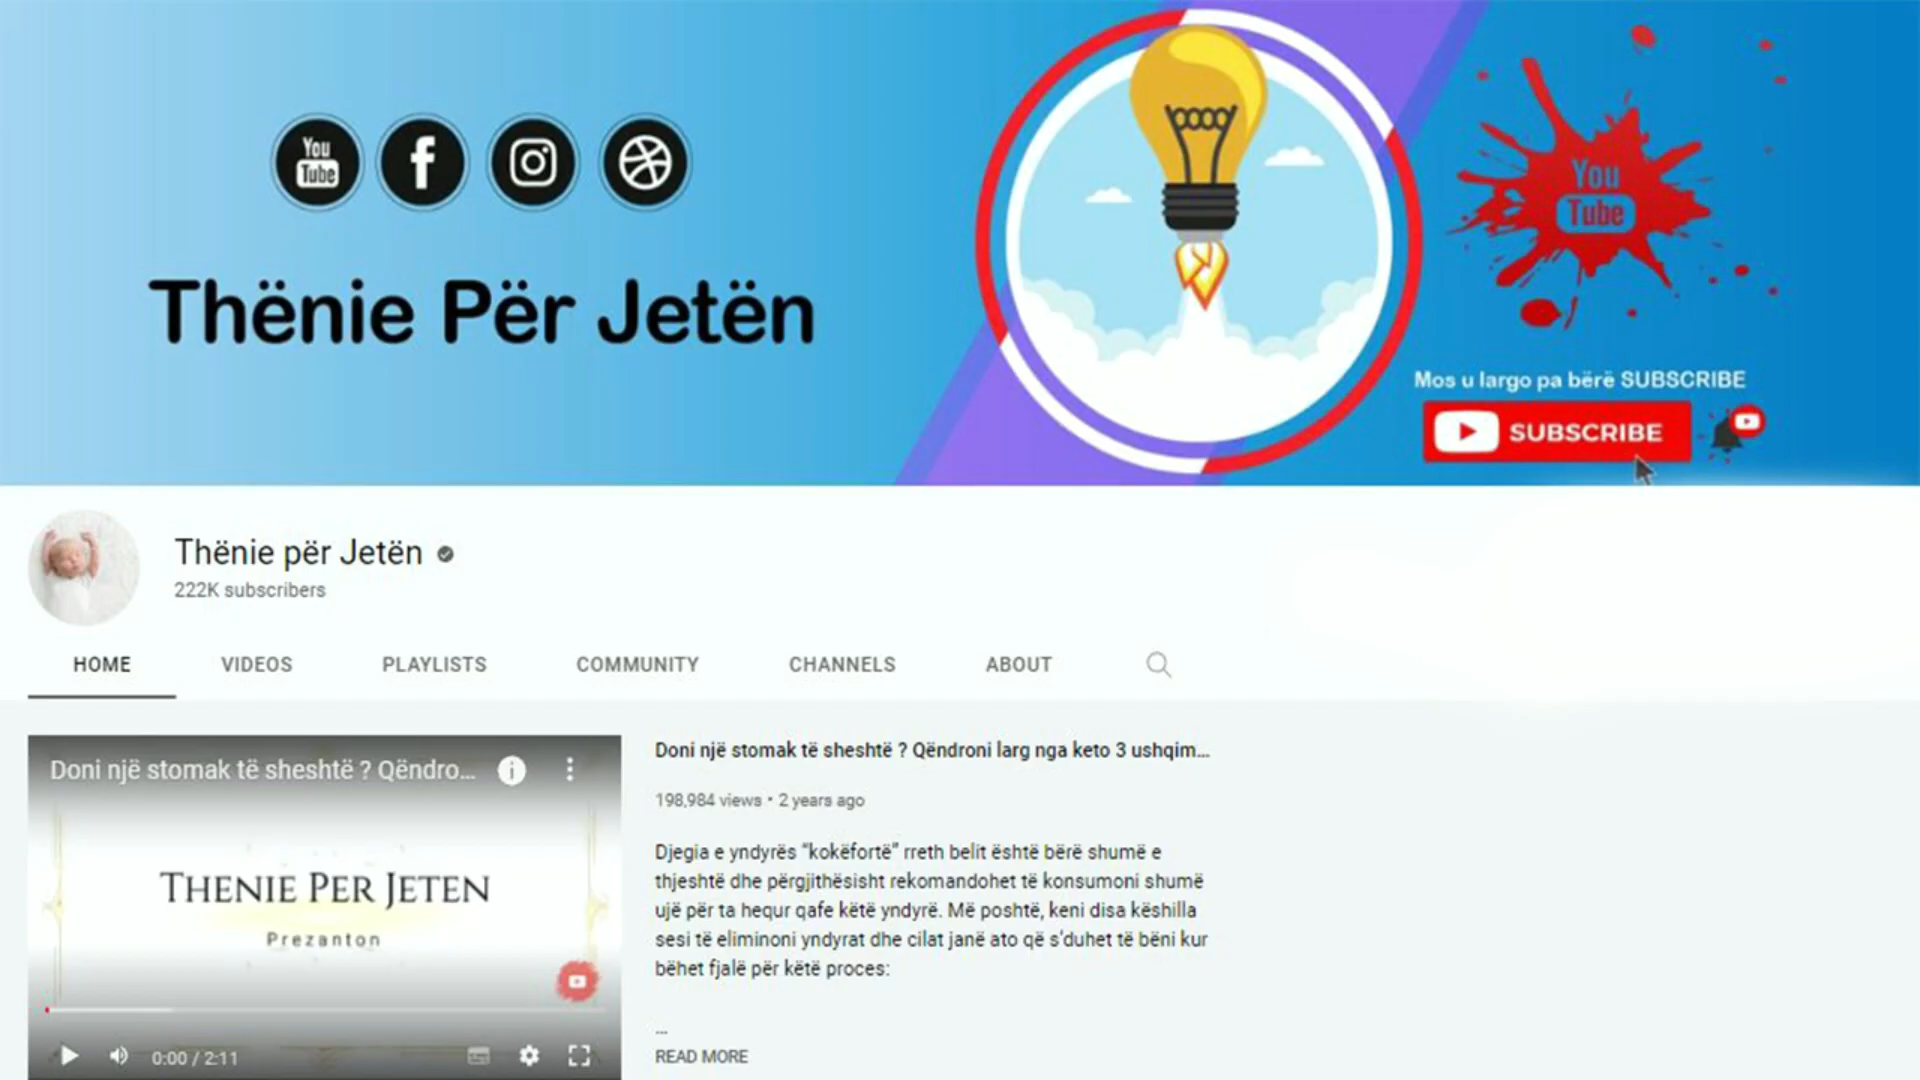 You
Tube
Thënie Për Jetën
You
Tube
Mos u largo pa bërë SUBSCRIBE
SUBSCRIBE
Thënie për Jetën
222K subscribers
HOME
VIDEOS
PLAYLISTS
COMMUNITY
CHANNELS
ABOUT
Doni një stomak të sheshtë ? Qëndro...
THENIE PER JETEN
Prezanton
0:00 / 2:11
Doni një stomak të sheshtë ? Qëndroni larg nga keto 3 ushqim...
198,984 views • 2 years ago
Djegia e yndyrës “kokëfortë” rreth belit është bërë shumë e
thjeshtë dhe përgjithësisht rekomandohet të konsumoni shumë
ujë për ta hequr qafe këtë yndyrë. Më poshtë, keni disa këshilla
sesi të eliminoni yndyrat dhe cilat janë ato që s'duhet të bëni kur
bëhet fjalë për këtë proces:
...
READ MORE